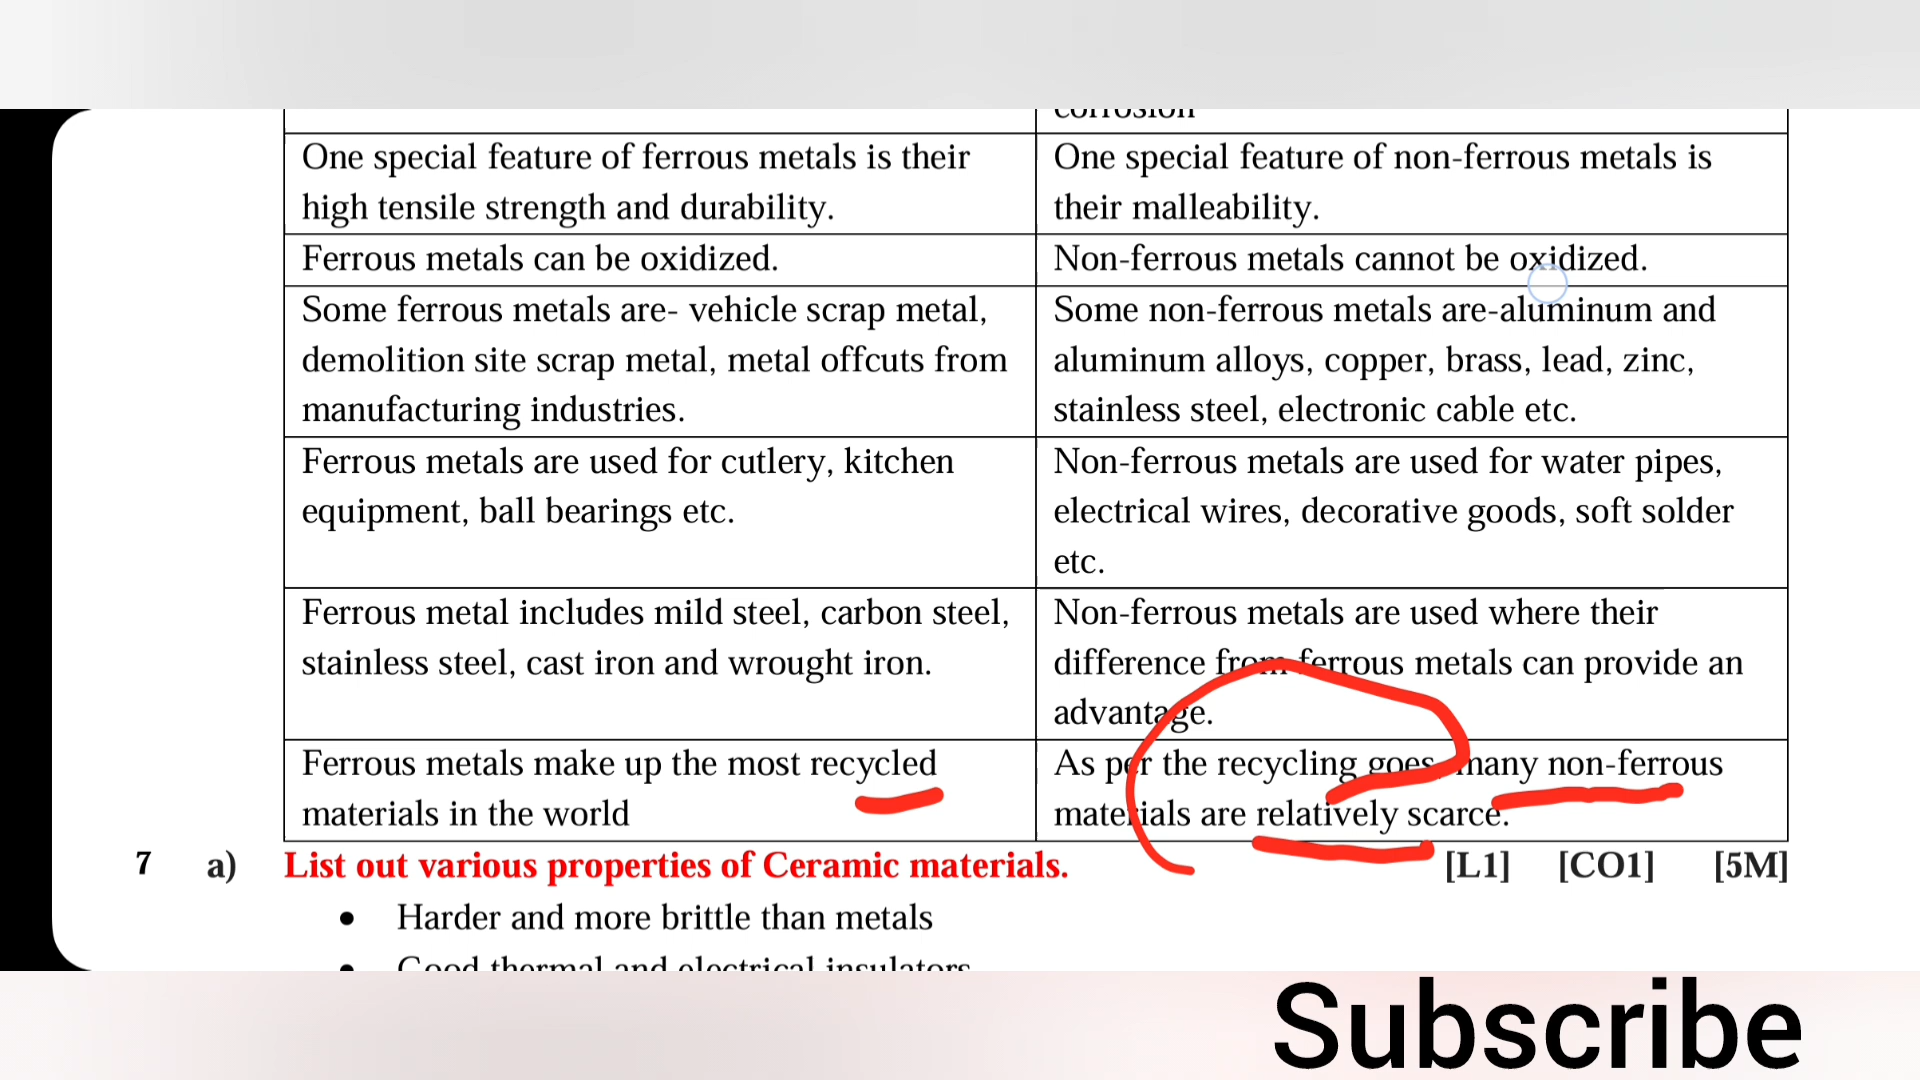 corrosion
One special feature of ferrous metals is their
high tensile strength and durability.
One special feature of non-ferrous metals is
their malleability.
Ferrous metals can be oxidized.
Non-ferrous metals cannot be oxidized.
Some ferrous metals are- vehicle scrap metal,
demolition site scrap metal, metal offcuts from
manufacturing industries.
Some non-ferrous metals are-aluminum and
aluminum alloys, copper, brass, lead, zinc,
stainless steel, electronic cable etc.
Ferrous metals are used for cutlery, kitchen
equipment, ball bearings etc.
Non-ferrous metals are used for water pipes,
electrical wires, decorative goods, soft solder
etc.
Ferrous metal includes mild steel, carbon steel,
stainless steel, cast iron and wrought iron.
Non-ferrous metals are used where their
difference from ferrous metals can provide an
advantage.
Ferrous metals make up the most recycled
materials in the world
As per the recycling goes, many non-ferrous
materials are relatively scarce.
7 a) List out various properties of Ceramic materials. [L1] [CO1] [5M]
• Harder and more brittle than metals
• Good thermal and electrical insulators
Subscribe